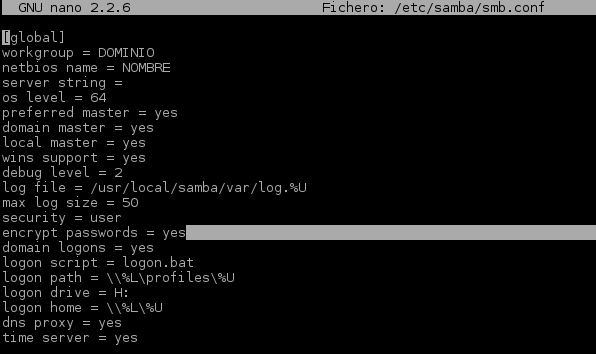 GNU nano 2.2.6 Fichero: /etc/samba/smb.conf
[global]
workgroup = DOMINIO
netbios name = NOMBRE
server string =
os level = 64
preferred master = yes
domain master = yes
local master = yes
wins support = yes
debug level = 2
log file = /usr/local/samba/var/log.%U
max log size = 50
security = user
encrypt passwords = yes
domain logons = yes
logon script = logon.bat
logon path = \\%L\profiles\%U
logon drive = H:
logon home = \\%L\%U
dns proxy = yes
time server = yes